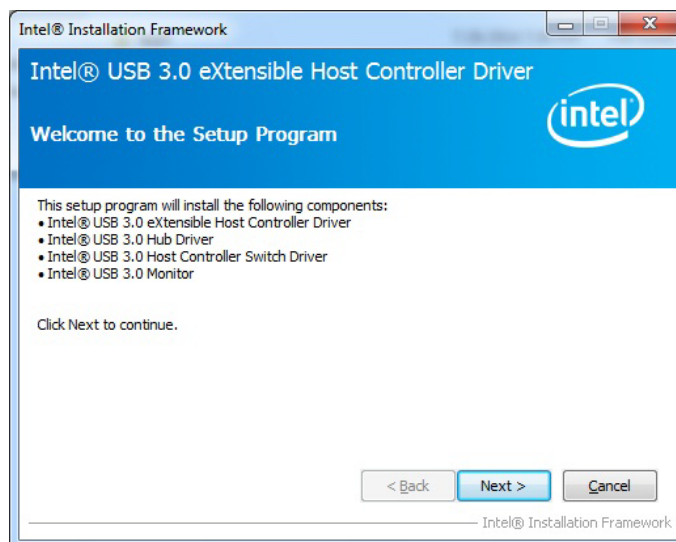 Intel® Installation Framework
Intel® USB 3.0 eXtensible Host Controller Driver
intel
Welcome to the Setup Program
This setup program will install the following components:
• Intel® USB 3.0 eXtensible Host Controller Driver
• Intel® USB 3.0 Hub Driver
• Intel® USB 3.0 Host Controller Switch Driver
• Intel® USB 3.0 Monitor
Click Next to continue.
< Back Next > Cancel
Intel® Installation Framework